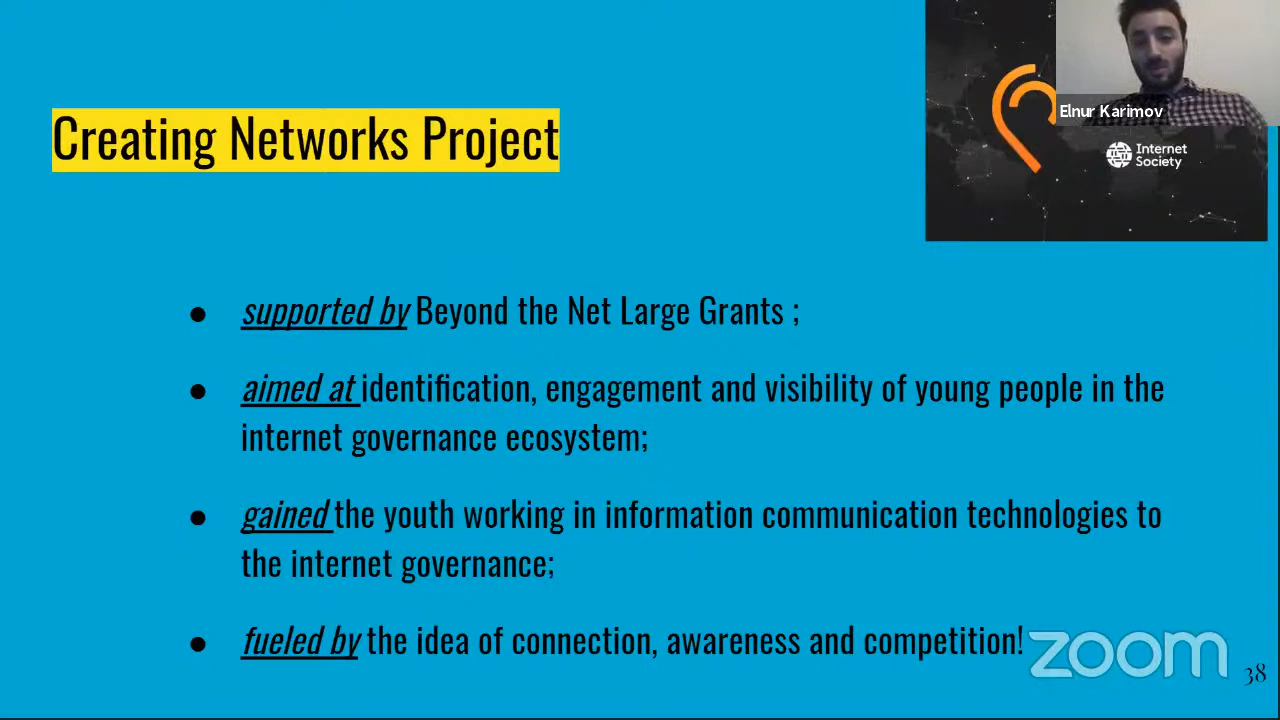 Elnur Karimov
Internet
Society
Creating Networks Project
● supported by Beyond the Net Large Grants ;
● aimed at identification, engagement and visibility of young people in the
internet governance ecosystem;
● gained the youth working in information communication technologies to
the internet governance;
● fueled by the idea of connection, awareness and competition!
zoom
38